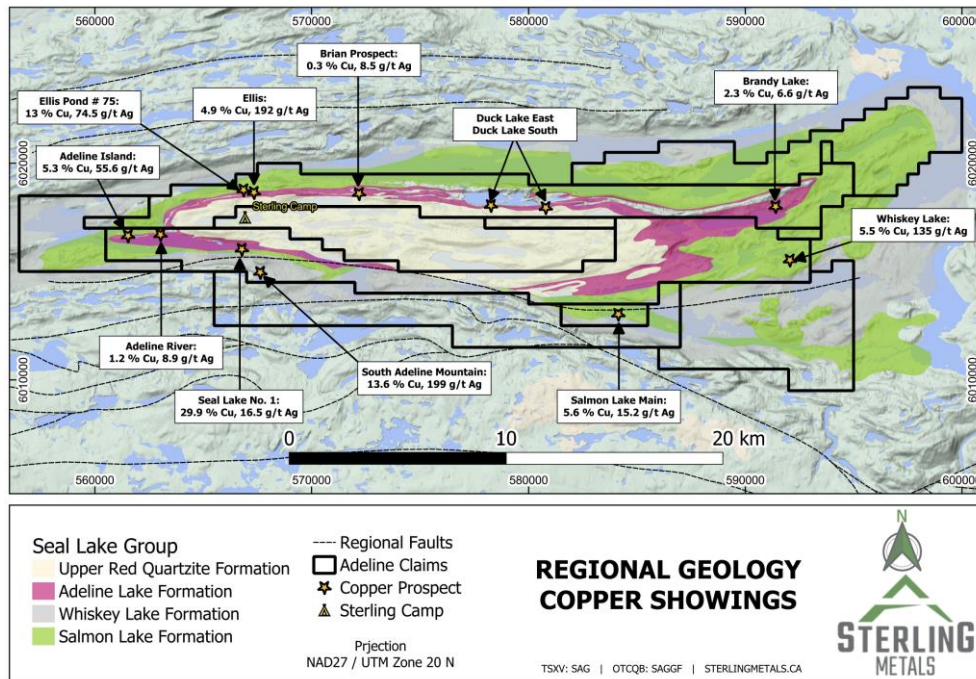 560000
570000
580000
590000
600000
Brian Prospect:
0.3 % Cu, 8.5 g/t Ag
Ellis Pond # 75:
13 % Cu, 74.5 g/t Ag
Ellis:
4.9 % Cu, 192 g/t Ag
Duck Lake East
Duck Lake South
Brandy Lake:
2.3 % Cu, 6.6 g/t Ag
Adeline Island:
5.3 % Cu, 55.6 g/t Ag
6020000
6020000
Sterling Camp
Whiskey Lake:
5.5 % Cu, 135 g/t Ag
Adeline River:
1.2 % Cu, 8.9 g/t Ag
South Adeline Mountain:
13.6 % Cu, 199 g/t Ag
Seal Lake No. 1:
29.9 % Cu, 16.5 g/t Ag
Salmon Lake Main:
5.6 % Cu, 15.2 g/t Ag
6010000
6010000
0 10 20 km
560000
570000
580000
590000
600000
Seal Lake Group
Upper Red Quartzite Formation
Adeline Lake Formation
Whiskey Lake Formation
Salmon Lake Formation
Regional Faults
Adeline Claims
Copper Prospect
Sterling Camp
Prjection
NAD27 / UTM Zone 20 N
REGIONAL GEOLOGY
COPPER SHOWINGS
TSXV: SAG | OTCQB: SAGGF | STERLINGMETALS.CA
N
STERLING
METALS